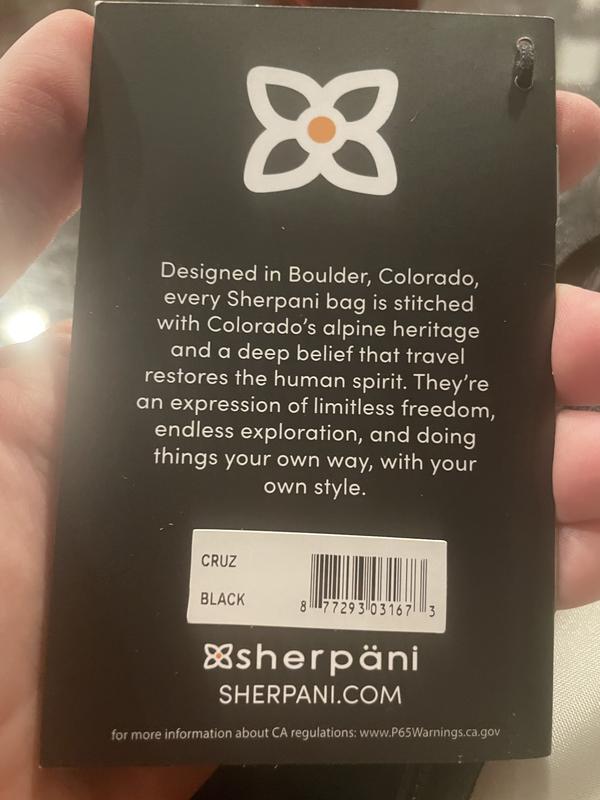 Designed in Boulder, Colorado,
every Sherpani bag is stitched
with Colorado's alpine heritage
and a deep belief that travel
restores the human spirit. They're
an expression of limitless freedom,
endless exploration, and doing
things your own way, with your
own style.
CRUZ
BLACK
8 77293 03167 3
sherpäni
SHERPANI.COM
for more information about CA regulations: www.P65Warnings.ca.gov